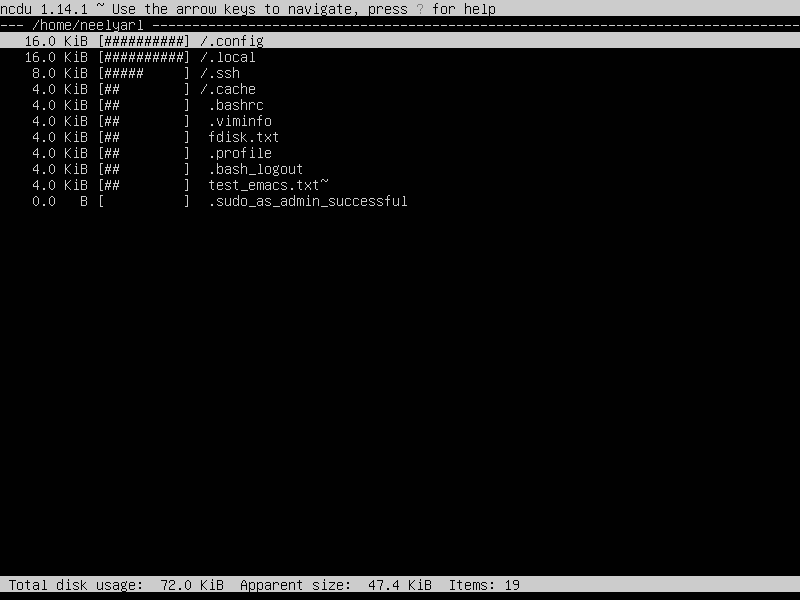 ncdu 1.14.1 ~ Use the arrow keys to navigate, press ? for help
--- /home/neelyarl ---------------------------------------------------------------------------------
   16.0 KiB [##########] /.config
   16.0 KiB [##########] /.local
    8.0 KiB [#####     ] /.ssh
    4.0 KiB [##        ] /.cache
    4.0 KiB [##        ]  .bashrc
    4.0 KiB [##        ]  .viminfo
    4.0 KiB [##        ]  fdisk.txt
    4.0 KiB [##        ]  .profile
    4.0 KiB [##        ]  .bash_logout
    4.0 KiB [##        ]  test_emacs.txt~
    0.0   B [          ]  .sudo_as_admin_successful
 Total disk usage:  72.0 KiB  Apparent size:  47.4 KiB  Items: 19